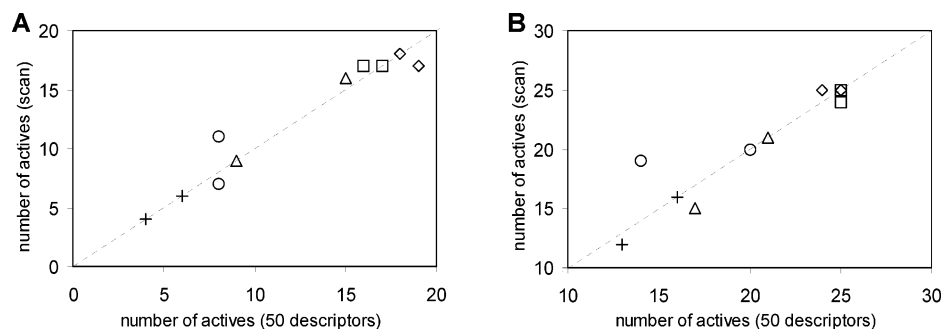 A
20
15
10
5
0
number of actives (scan)
0 5 10 15 20
number of actives (50 descriptors)
B
30
25
20
15
10
number of actives (scan)
10 15 20 25 30
number of actives (50 descriptors)